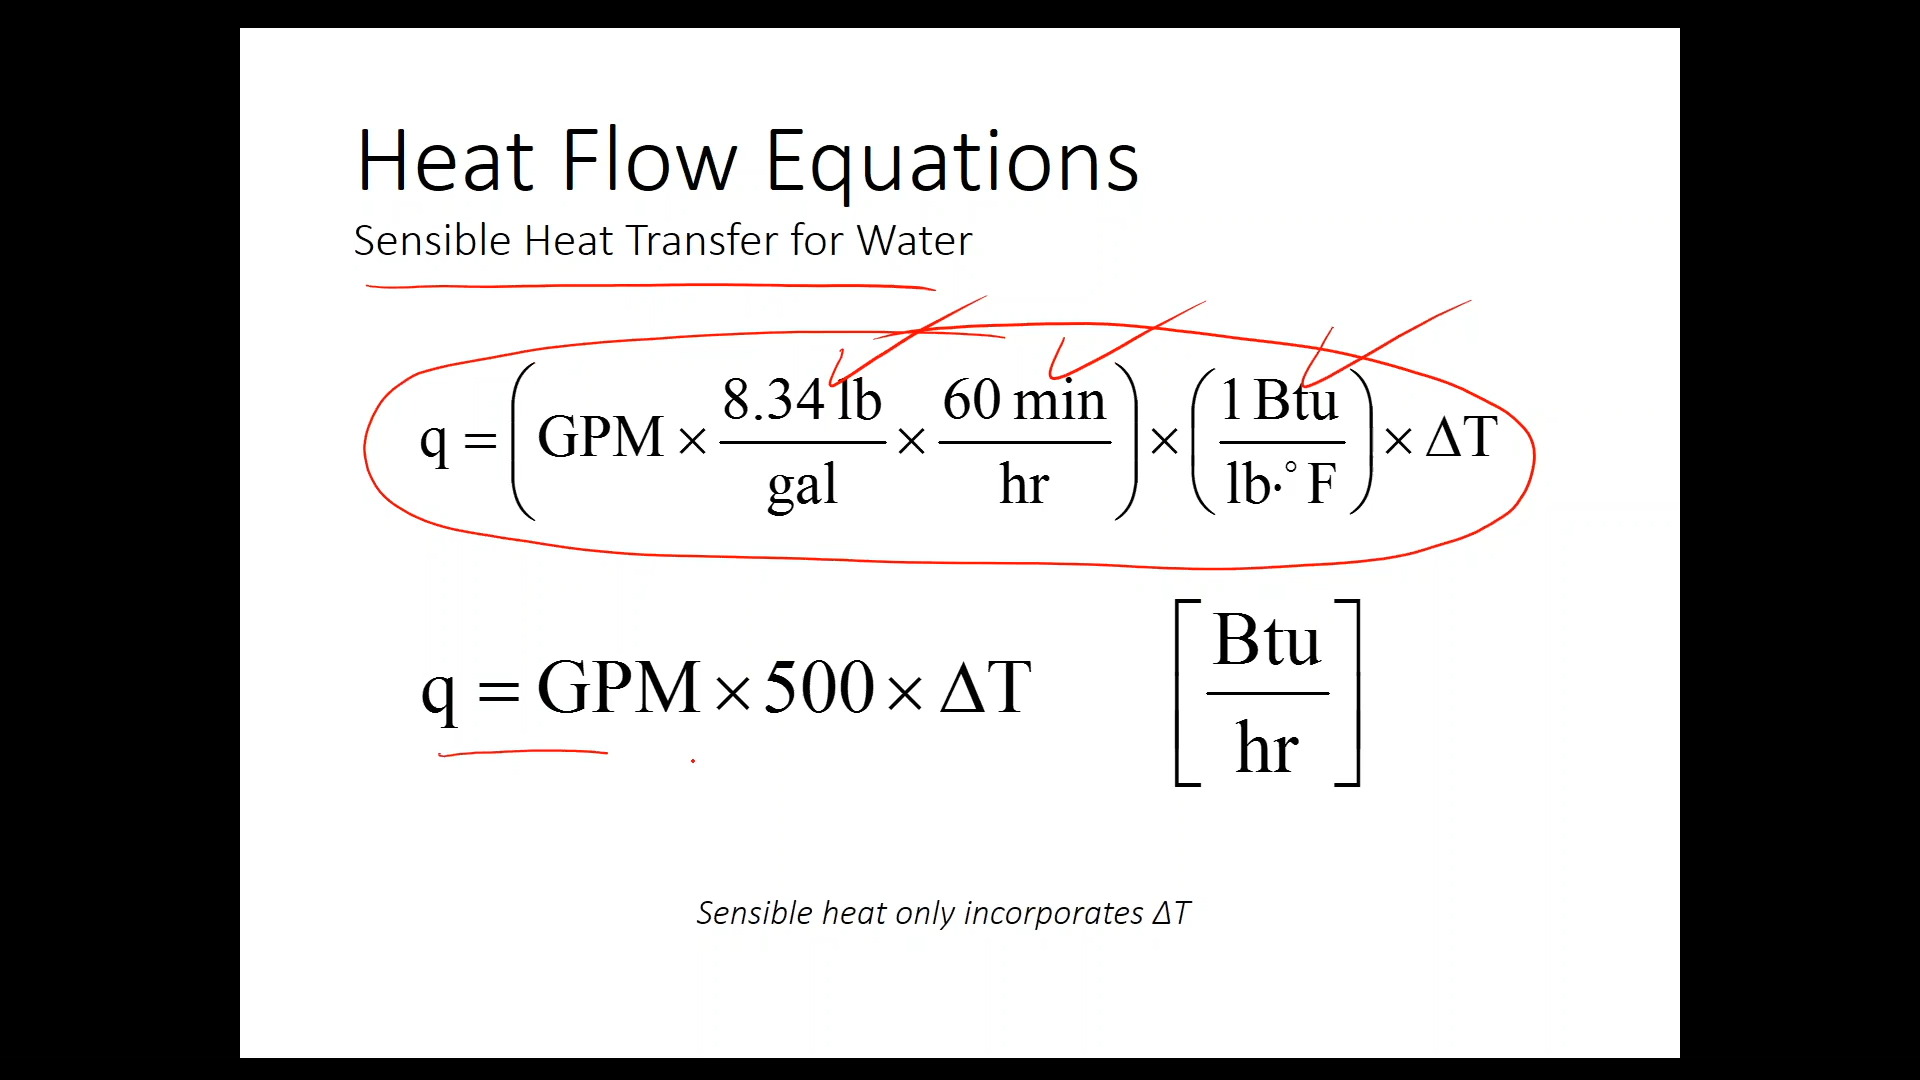 Heat Flow Equations
Sensible Heat Transfer for Water
q = (GPM × 8.34 lb/gal × 60 min/hr) × (1 Btu/lb·°F) × ΔT
q = GPM × 500 × ΔT [Btu/hr]
Sensible heat only incorporates ΔT